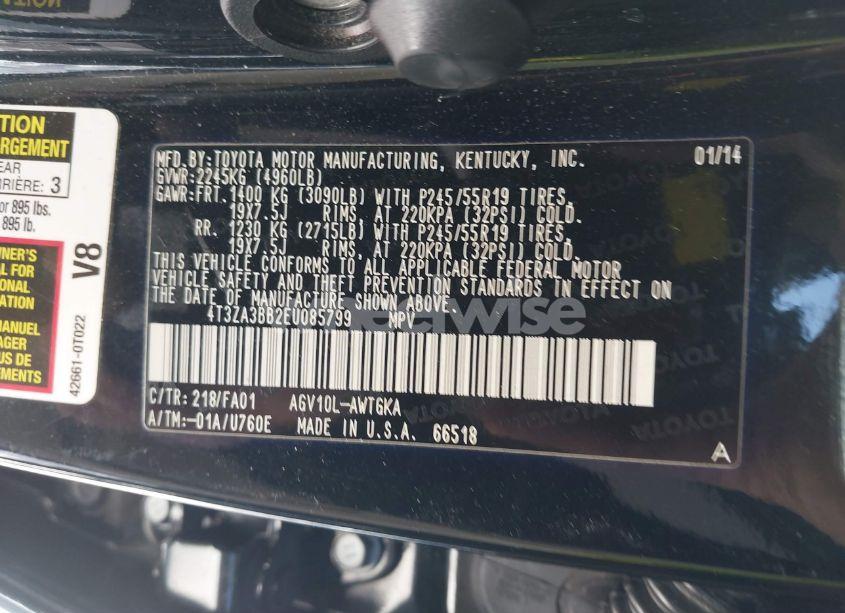 TION
ARGEMENT
EAR
RRIÈRE: 3
or 895 lbs.
895 lb.
WNER'S
AL FOR
IONAL
ATION
MANUEL
AGER
US DE
EMENTS
V8
42661-0T022
MFD.BY:TOYOTA MOTOR MANUFACTURING, KENTUCKY, INC. 01/14
GVWR:2245KG (4960LB)
GAWR:FRT. 1400 KG (3090LB) WITH P245/55R19 TIRES,
19X7.5J RIMS, AT 220KPA (32PSI) COLD.
RR. 1230 KG (2715LB) WITH P245/55R19 TIRES,
19X7.5J RIMS, AT 220KPA (32PSI) COLD.
THIS VEHICLE CONFORMS TO ALL APPLICABLE FEDERAL MOTOR
VEHICLE SAFETY AND THEFT PREVENTION STANDARDS IN EFFECT ON
THE DATE OF MANUFACTURE SHOWN ABOVE.
4T3ZA3BB2EU085799 MPV
C/TR: 218/FA01 AGV10L-AWTGKA
A/TM:-01A/U760E MADE IN U.S.A. 66518
A
TOYOTA
TOYOTA